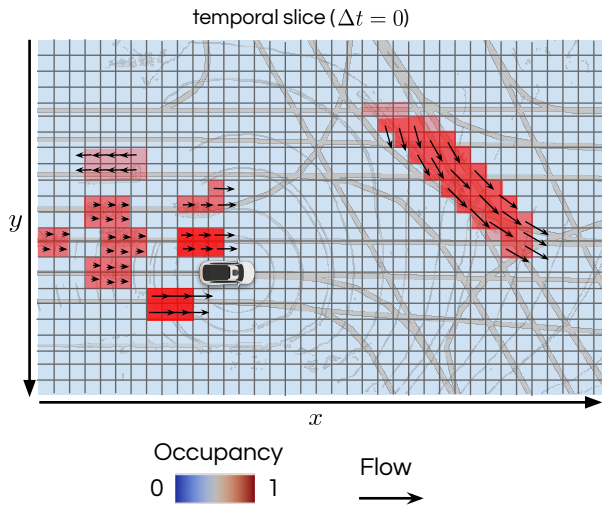 temporal slice (Δt = 0)
y
x
Occupancy
0 1
Flow